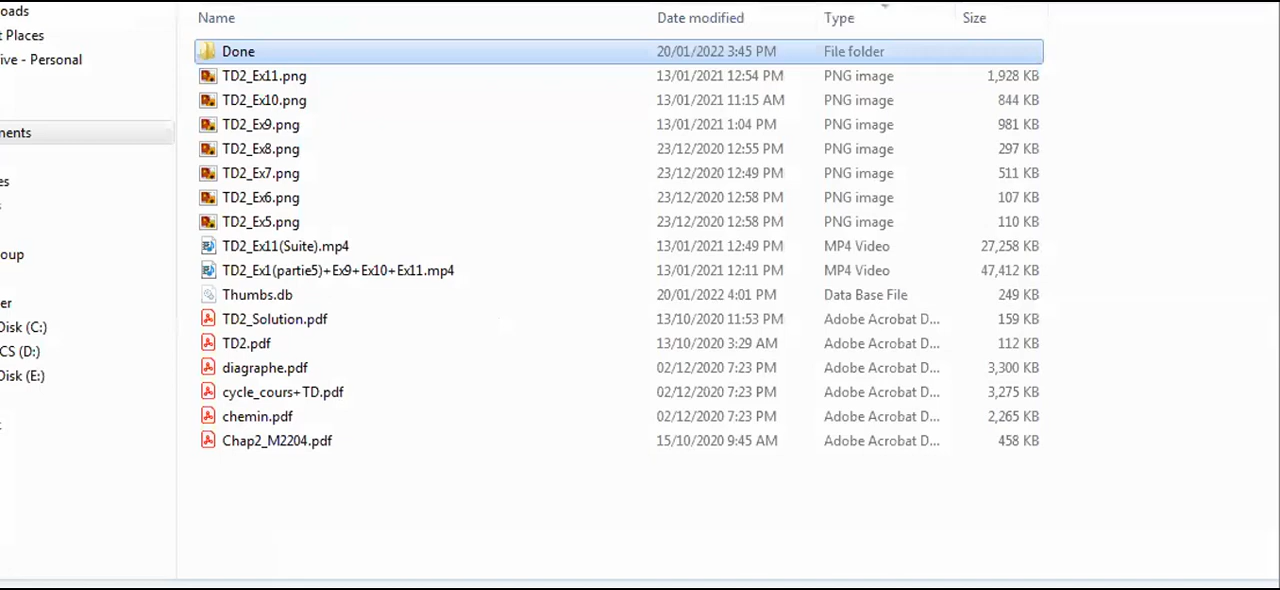 oads
t Places
ive - Personal
ments
es
s
oup
er
Disk (C:)
CS (D:)
Disk (E:)
t
Name Date modified Type Size
Done 20/01/2022 3:45 PM File folder
TD2_Ex11.png 13/01/2021 12:54 PM PNG image 1,928 KB
TD2_Ex10.png 13/01/2021 11:15 AM PNG image 844 KB
TD2_Ex9.png 13/01/2021 1:04 PM PNG image 981 KB
TD2_Ex8.png 23/12/2020 12:55 PM PNG image 297 KB
TD2_Ex7.png 23/12/2020 12:49 PM PNG image 511 KB
TD2_Ex6.png 23/12/2020 12:58 PM PNG image 107 KB
TD2_Ex5.png 23/12/2020 12:58 PM PNG image 110 KB
TD2_Ex11(Suite).mp4 13/01/2021 12:49 PM MP4 Video 27,258 KB
TD2_Ex1(partie5)+Ex9+Ex10+Ex11.mp4 13/01/2021 12:11 PM MP4 Video 47,412 KB
Thumbs.db 20/01/2022 4:01 PM Data Base File 249 KB
TD2_Solution.pdf 13/10/2020 11:53 PM Adobe Acrobat D... 159 KB
TD2.pdf 13/10/2020 3:29 AM Adobe Acrobat D... 112 KB
diagraphe.pdf 02/12/2020 7:23 PM Adobe Acrobat D... 3,300 KB
cycle_cours+TD.pdf 02/12/2020 7:23 PM Adobe Acrobat D... 3,275 KB
chemin.pdf 02/12/2020 7:23 PM Adobe Acrobat D... 2,265 KB
Chap2_M2204.pdf 15/10/2020 9:45 AM Adobe Acrobat D... 458 KB